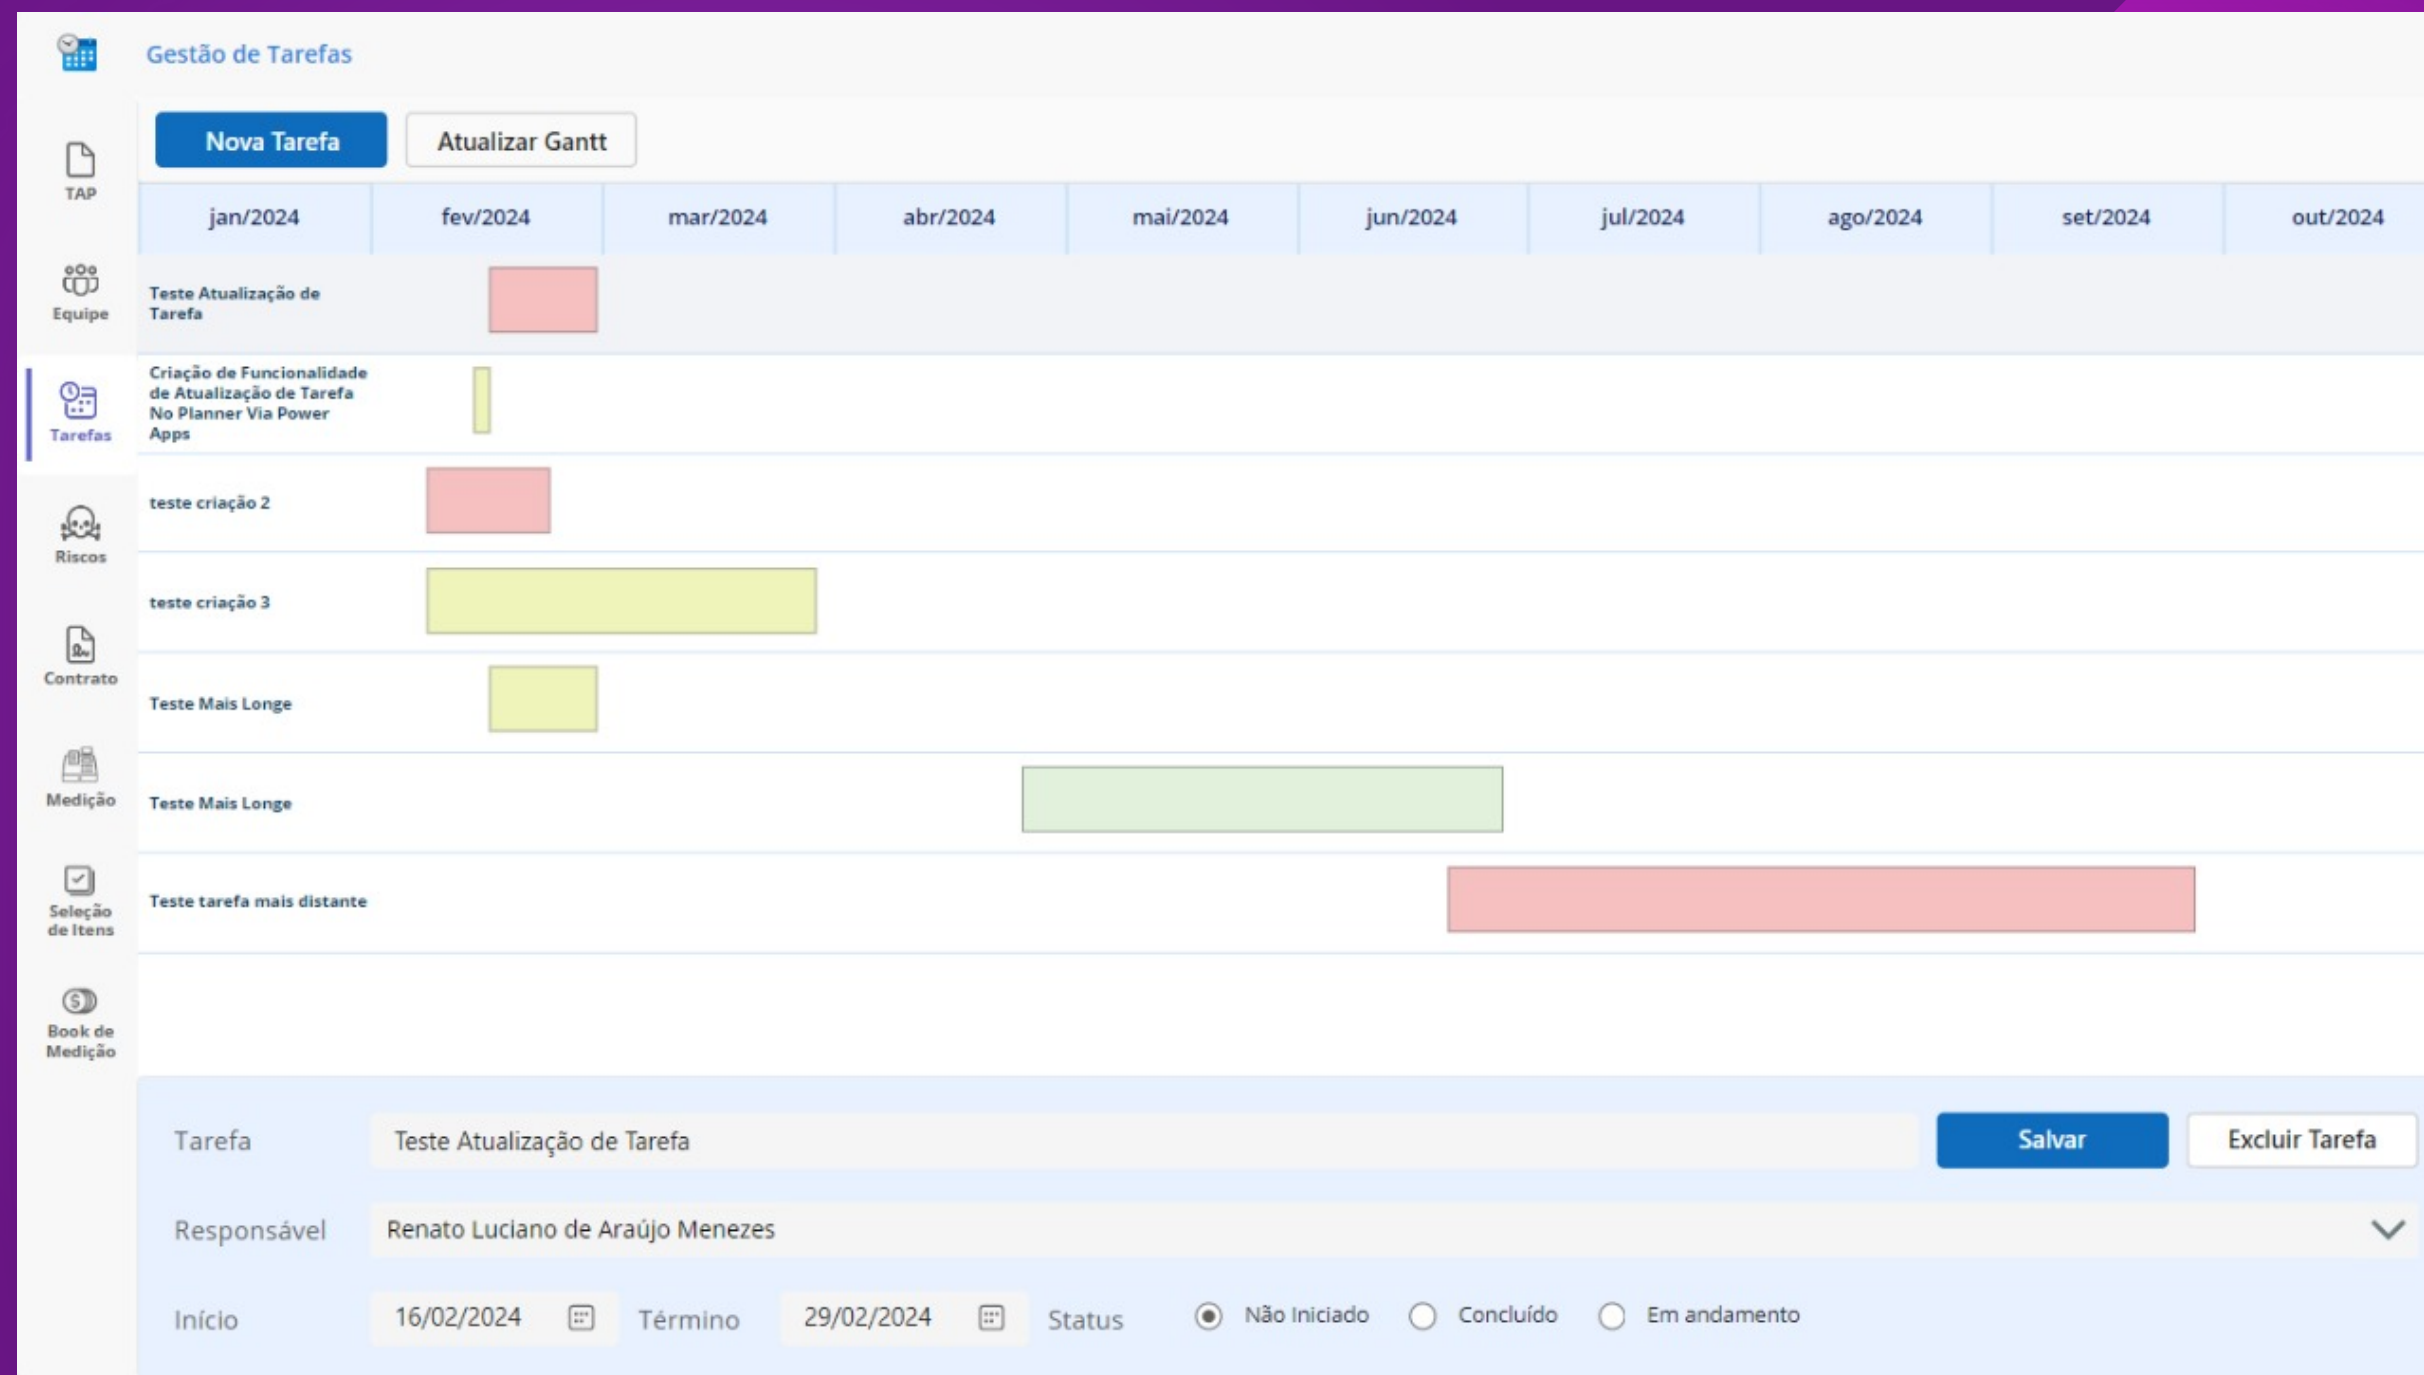 Gestão de Tarefas
Nova Tarefa
Atualizar Gantt
TAP
Equipe
Tarefas
Riscos
Contrato
Medição
Seleção
de Itens
Book de
Medição
jan/2024 fev/2024 mar/2024 abr/2024 mai/2024 jun/2024 jul/2024 ago/2024 set/2024 out/2024
Teste Atualização de
Tarefa
Criação de Funcionalidade
de Atualização de Tarefa
No Planner Via Power
Apps
teste criação 2
teste criação 3
Teste Mais Longe
Teste Mais Longe
Teste tarefa mais distante
Tarefa Teste Atualização de Tarefa Salvar Excluir Tarefa
Responsável Renato Luciano de Araújo Menezes
Início 16/02/2024 Término 29/02/2024 Status Não Iniciado Concluído Em andamento